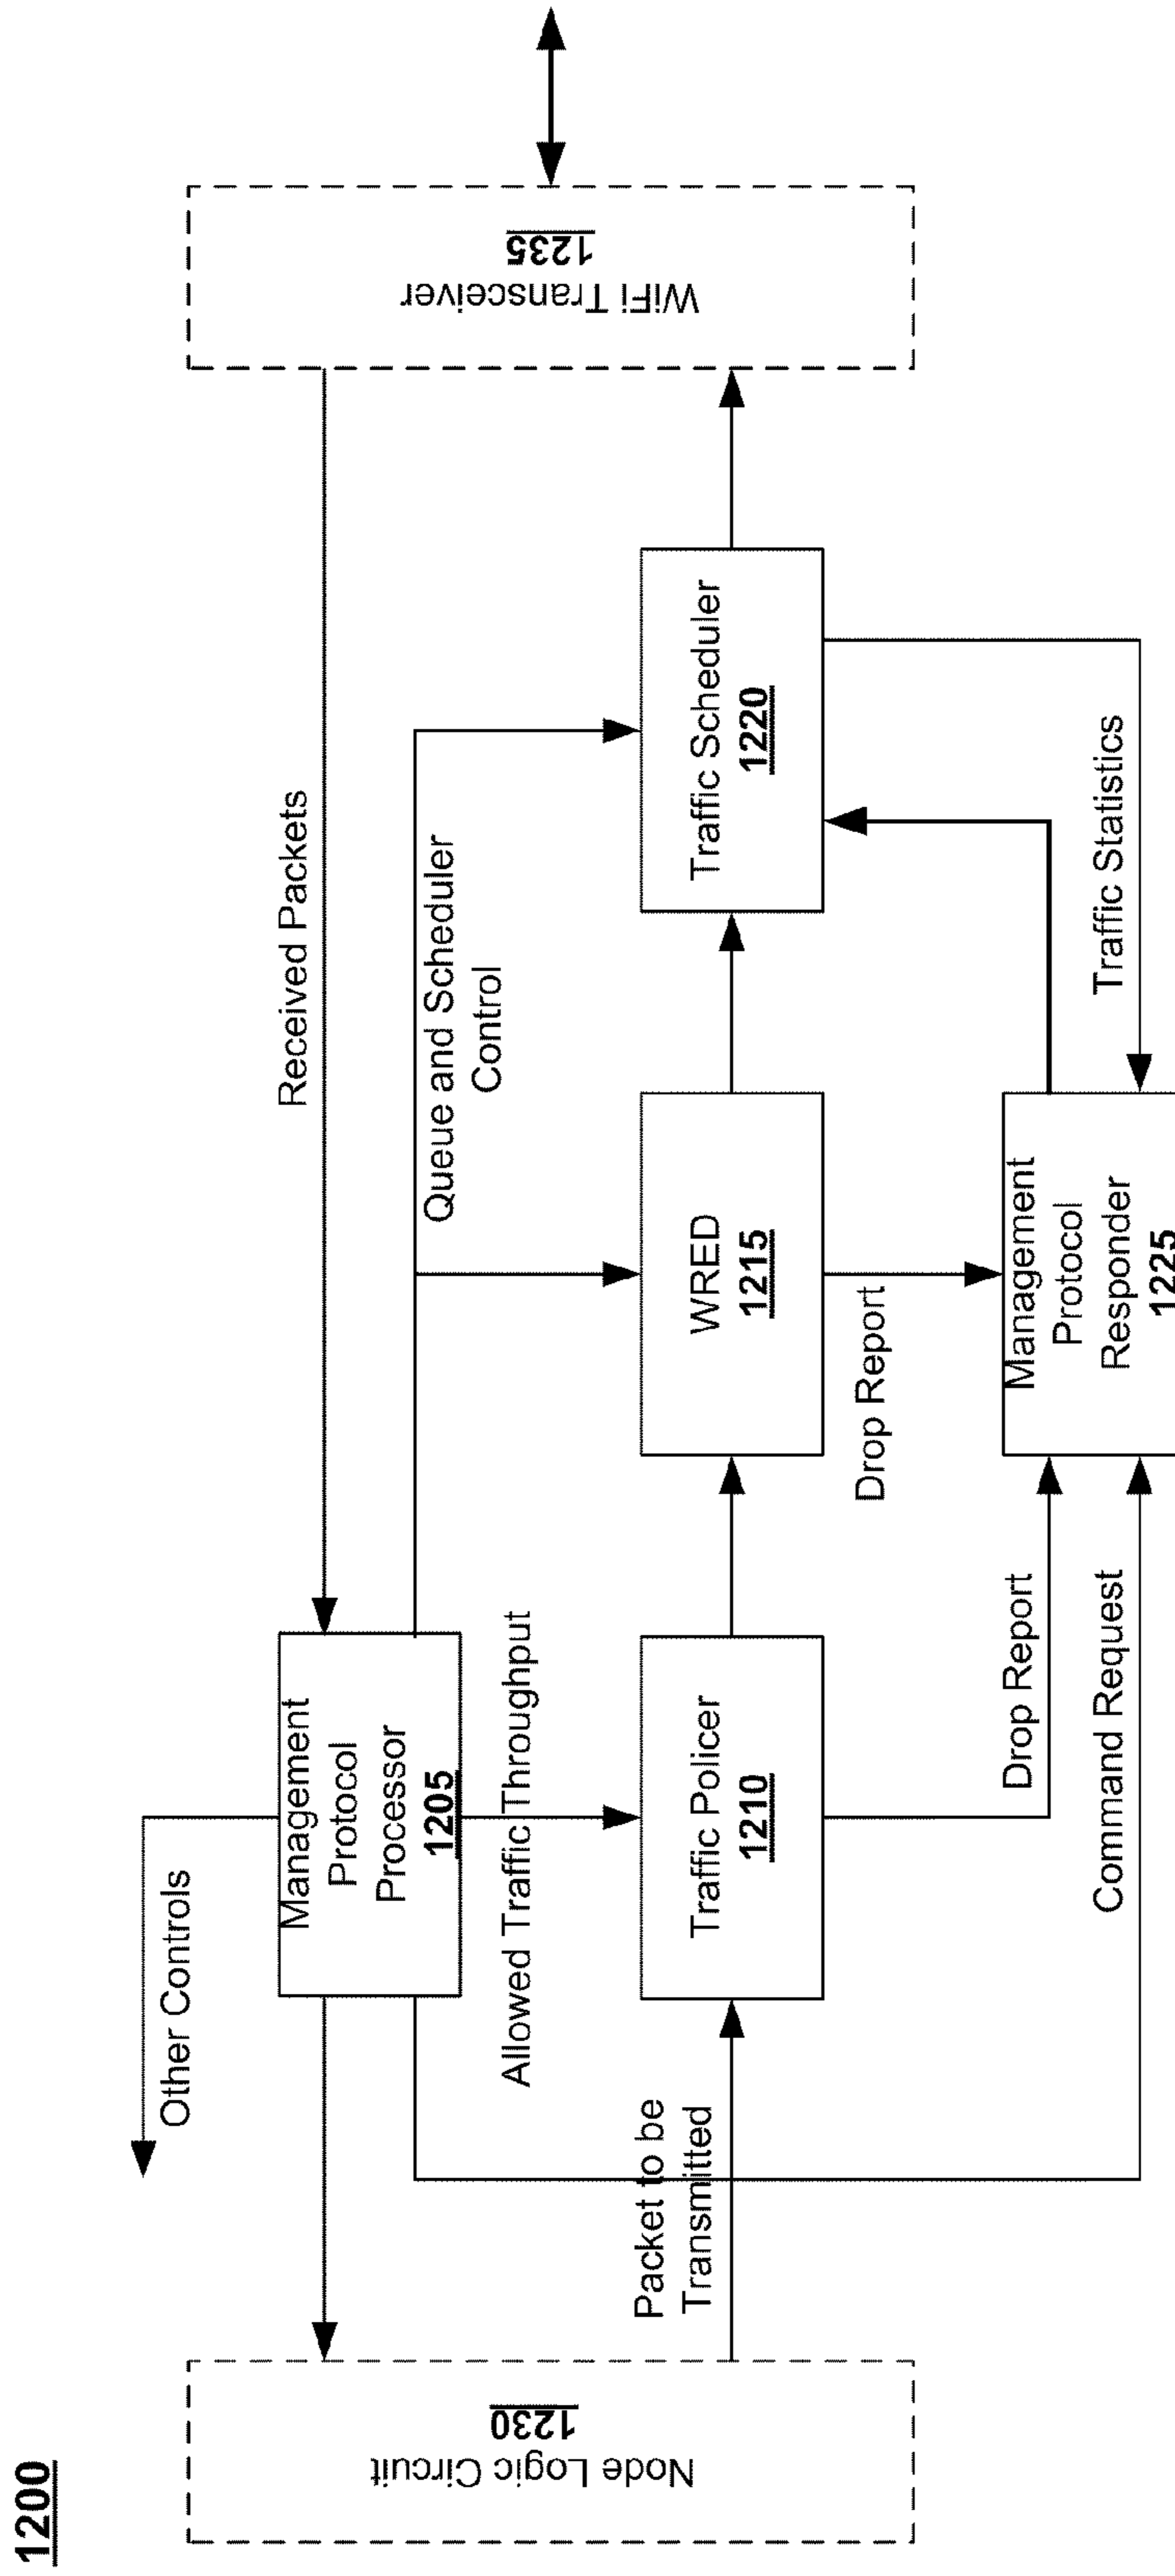 1200
Other Controls
Received Packets
Management
Protocol
Processor
1205
Queue and Scheduler
Control
Allowed Traffic Throughput
Node Logic Circuit
1230
Packet to be
Transmitted
Traffic Policer
1210
WRED
1215
Traffic Scheduler
1220
WiFi Transceiver
1235
Drop Report
Drop Report
Command Request
Management
Protocol
Responder
1225
Traffic Statistics